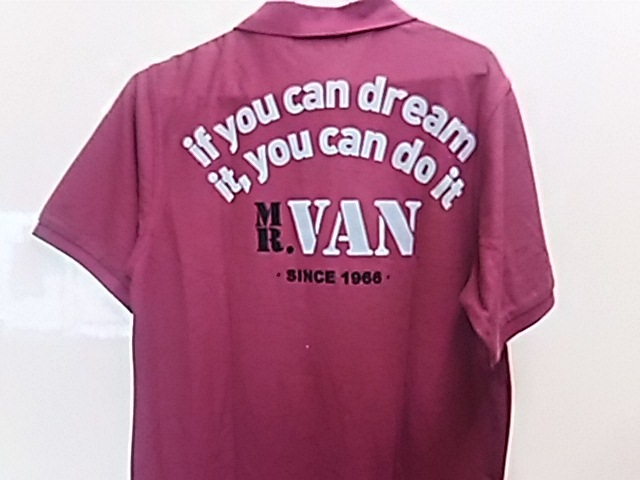 if you can dream
it, you can do it
MR. VAN
· SINCE 1966 ·